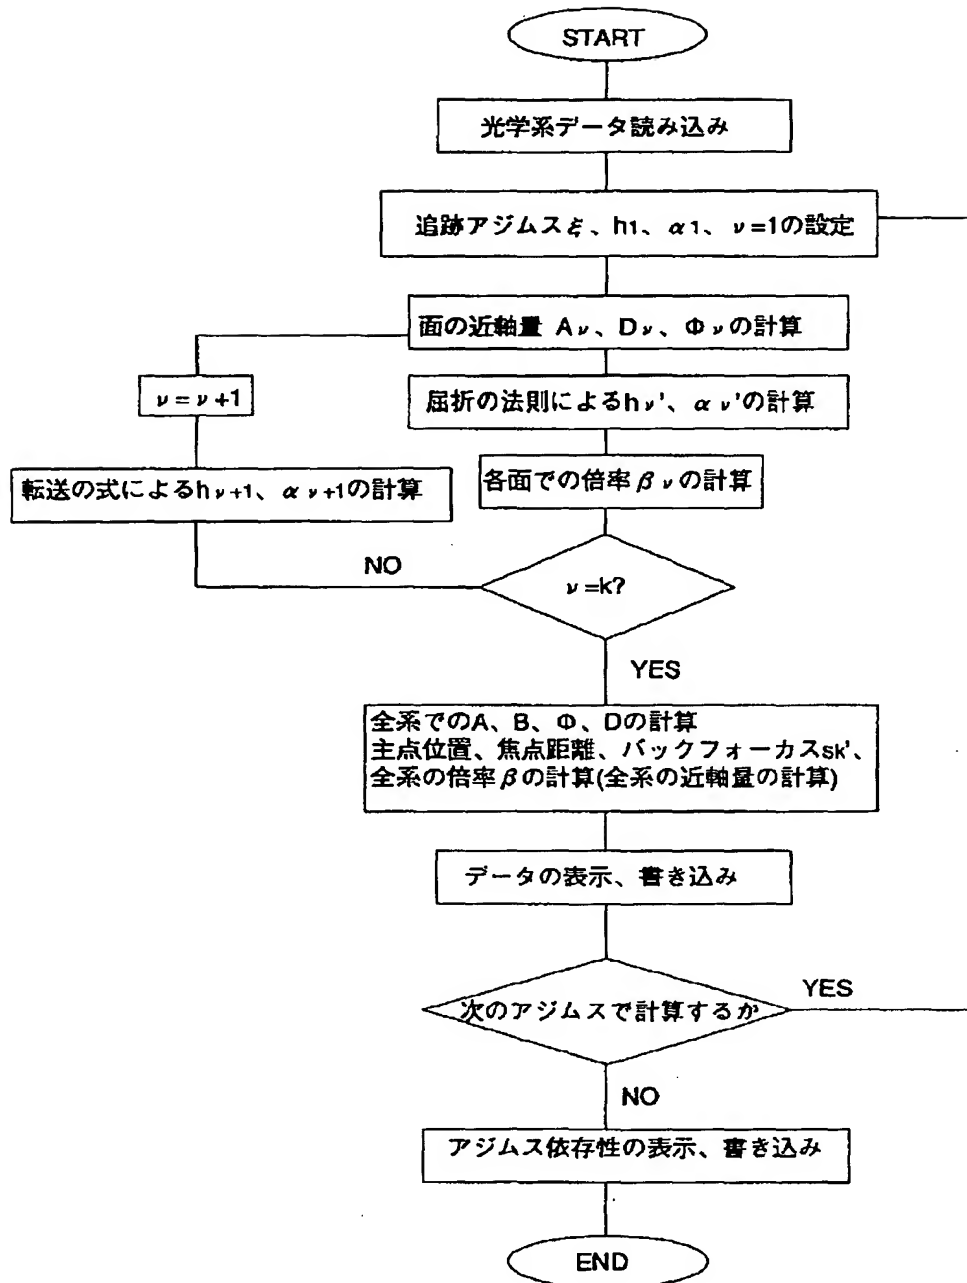 START
光学系データ読み込み
追跡アジムスξ、h1、α1、ν=1の設定
面の近軸量 Aν、Dν、Φνの計算
ν=ν+1
屈折の法則によるhν'、αν'の計算
転送の式によるhν+1、αν+1の計算
各面での倍率βνの計算
NO
ν=k?
YES
全系でのA、B、Φ、Dの計算
主点位置、焦点距離、バックフォーカスsk'、
全系の倍率βの計算(全系の近軸量の計算)
データの表示、書き込み
次のアジムスで計算するか
YES
NO
アジムス依存性の表示、書き込み
END